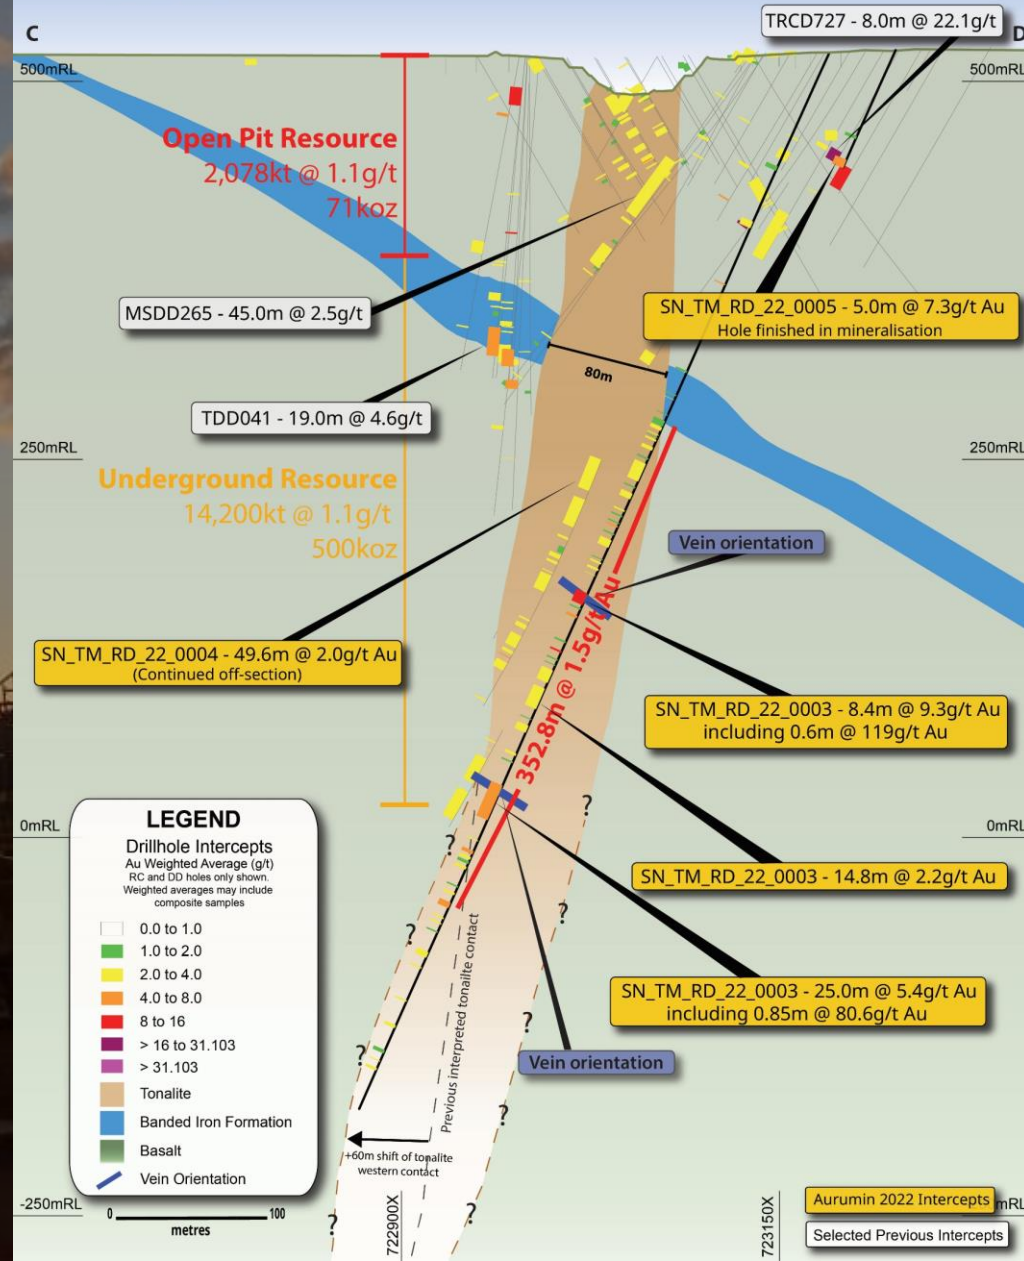 C
D
TRCD727 - 8.0m @ 22.1g/t
500mRL
500mRL
Open Pit Resource
2,078kt @ 1.1g/t
71koz
MSDD265 - 45.0m @ 2.5g/t
SN_TM_RD_22_0005 - 5.0m @ 7.3g/t Au
Hole finished in mineralisation
80m
TDD041 - 19.0m @ 4.6g/t
250mRL
250mRL
Underground Resource
14,200kt @ 1.1g/t
500koz
Vein orientation
352.8m @ 1.5g/t Au
SN_TM_RD_22_0004 - 49.6m @ 2.0g/t Au
(Continued off-section)
SN_TM_RD_22_0003 - 8.4m @ 9.3g/t Au
including 0.6m @ 119g/t Au
0mRL
0mRL
SN_TM_RD_22_0003 - 14.8m @ 2.2g/t Au
SN_TM_RD_22_0003 - 25.0m @ 5.4g/t Au
including 0.85m @ 80.6g/t Au
Vein orientation
Previous interpreted tonailte contact
+60m shift of tonalite
western contact
? ? ? ? ? ? ? ? ?
LEGEND
Drillhole Intercepts
Au Weighted Average (g/t)
RC and DD holes only shown.
Weighted averages may include
composite samples
0.0 to 1.0
1.0 to 2.0
2.0 to 4.0
4.0 to 8.0
8 to 16
> 16 to 31.103
> 31.103
Tonalite
Banded Iron Formation
Basalt
Vein Orientation
-250mRL
mRL
0 100
metres
722900X
723150X
Aurumin 2022 Intercepts
Selected Previous Intercepts